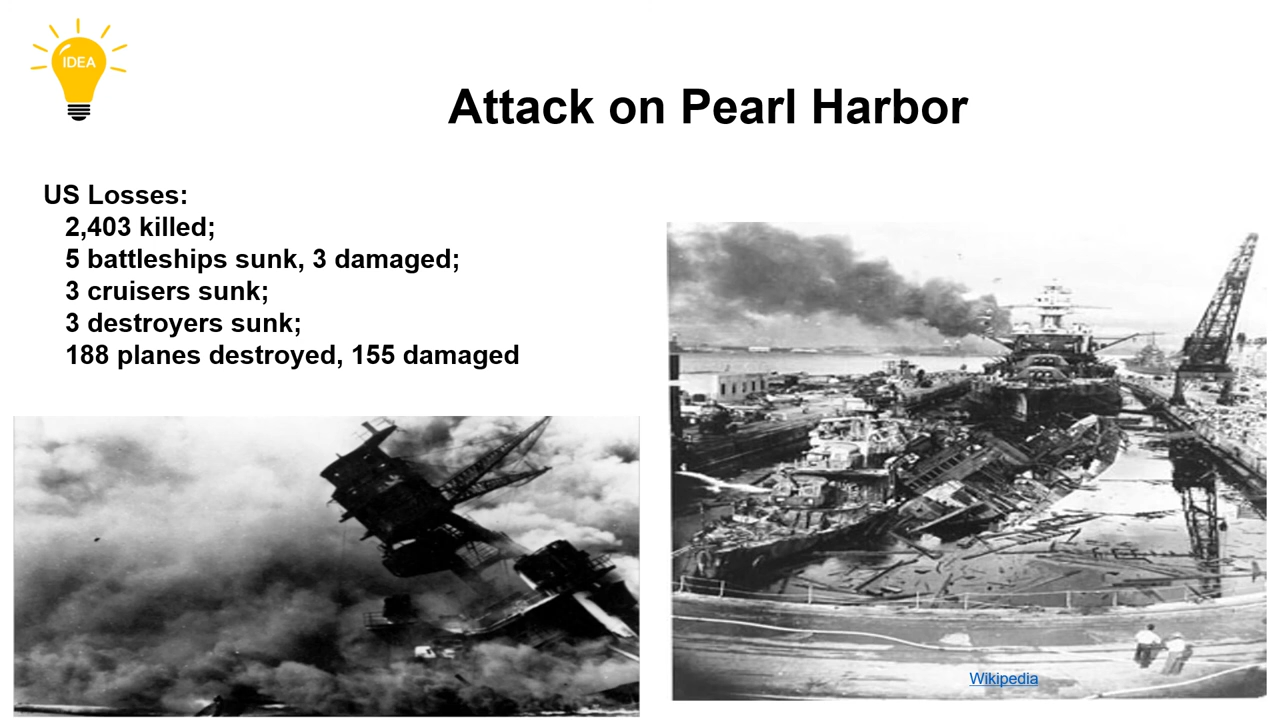 IDEA
Attack on Pearl Harbor
US Losses:
2,403 killed;
5 battleships sunk, 3 damaged;
3 cruisers sunk;
3 destroyers sunk;
188 planes destroyed, 155 damaged
Wikipedia